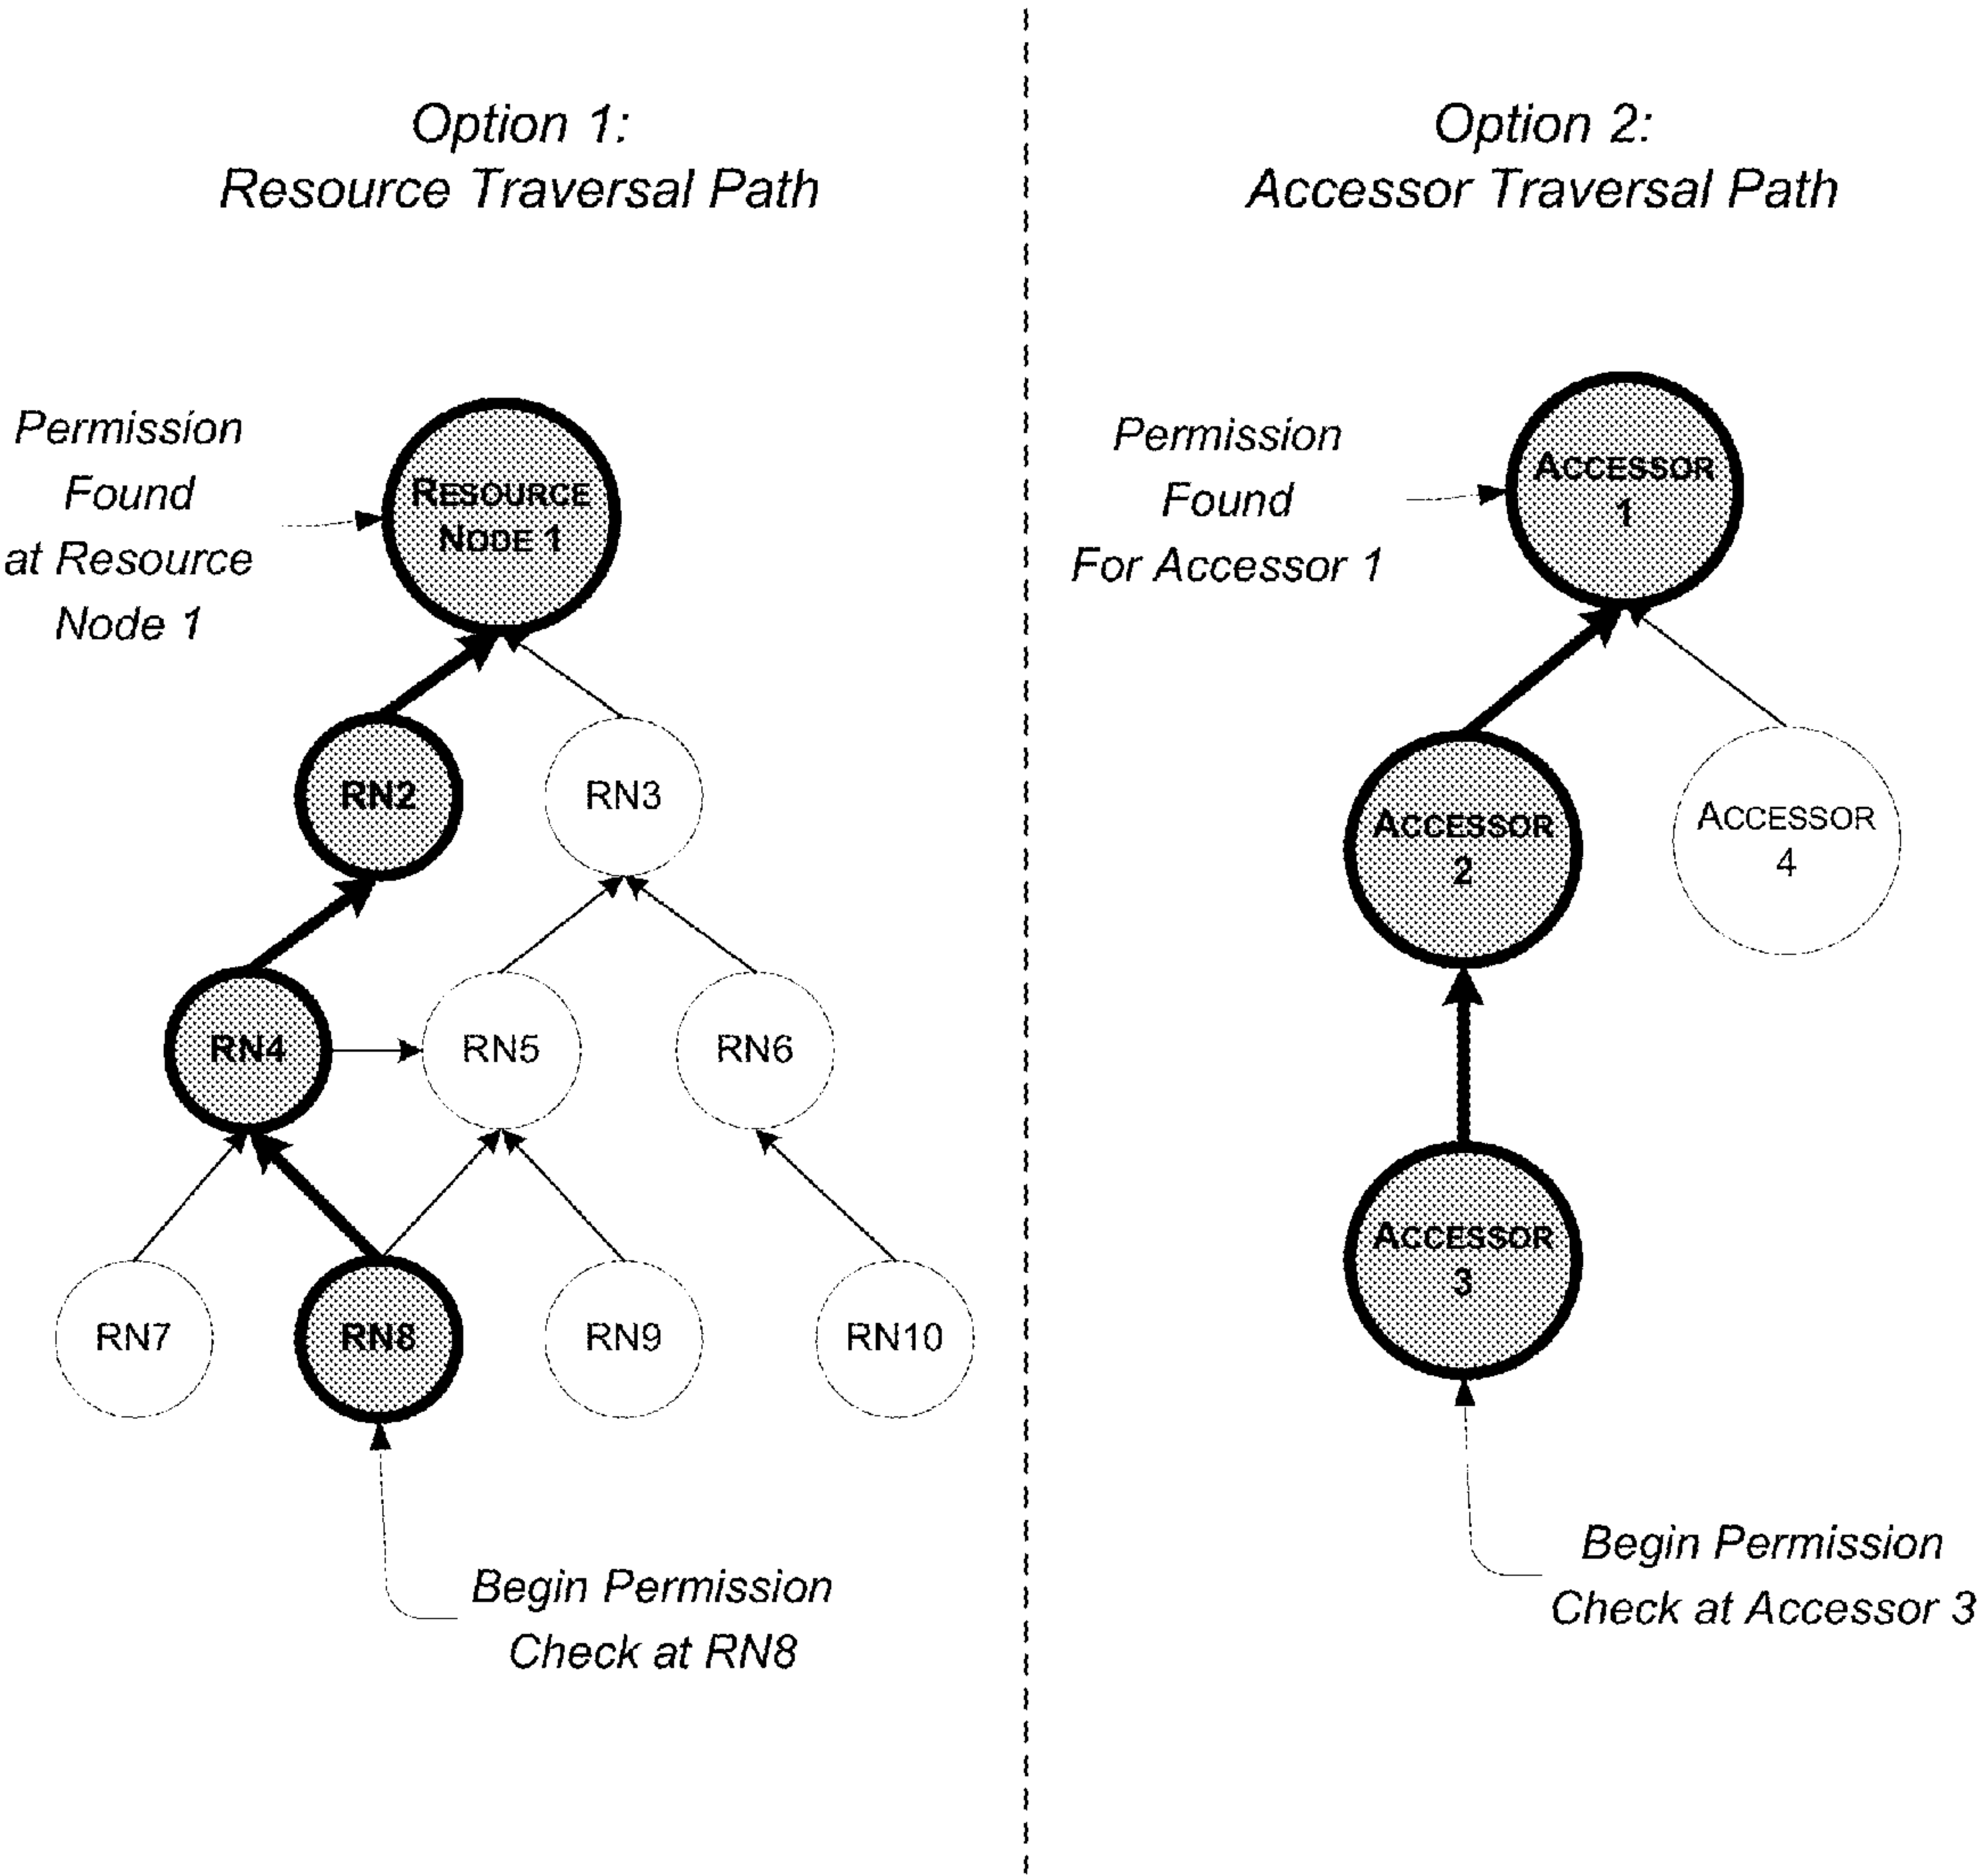 Option 1:
Resource Traversal Path
Permission
Found
at Resource
Node 1
RESOURCE
NODE 1
RN2
RN3
RN4
RN5
RN6
RN7
RN8
RN9
RN10
Begin Permission
Check at RN8
Option 2:
Accessor Traversal Path
Permission
Found
For Accessor 1
ACCESSOR
1
ACCESSOR
2
ACCESSOR
4
ACCESSOR
3
Begin Permission
Check at Accessor 3